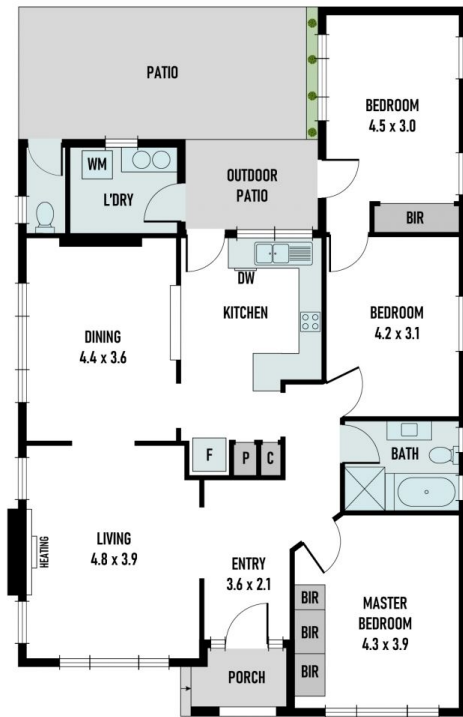 PATIO
BEDROOM
4.5 x 3.0
WM
L'DRY
OUTDOOR
PATIO
BIR
DW
KITCHEN
DINING
4.4 x 3.6
BEDROOM
4.2 x 3.1
F
P
C
BATH
HEATING
LIVING
4.8 x 3.9
ENTRY
3.6 x 2.1
BIR
BIR
BIR
MASTER
BEDROOM
4.3 x 3.9
PORCH